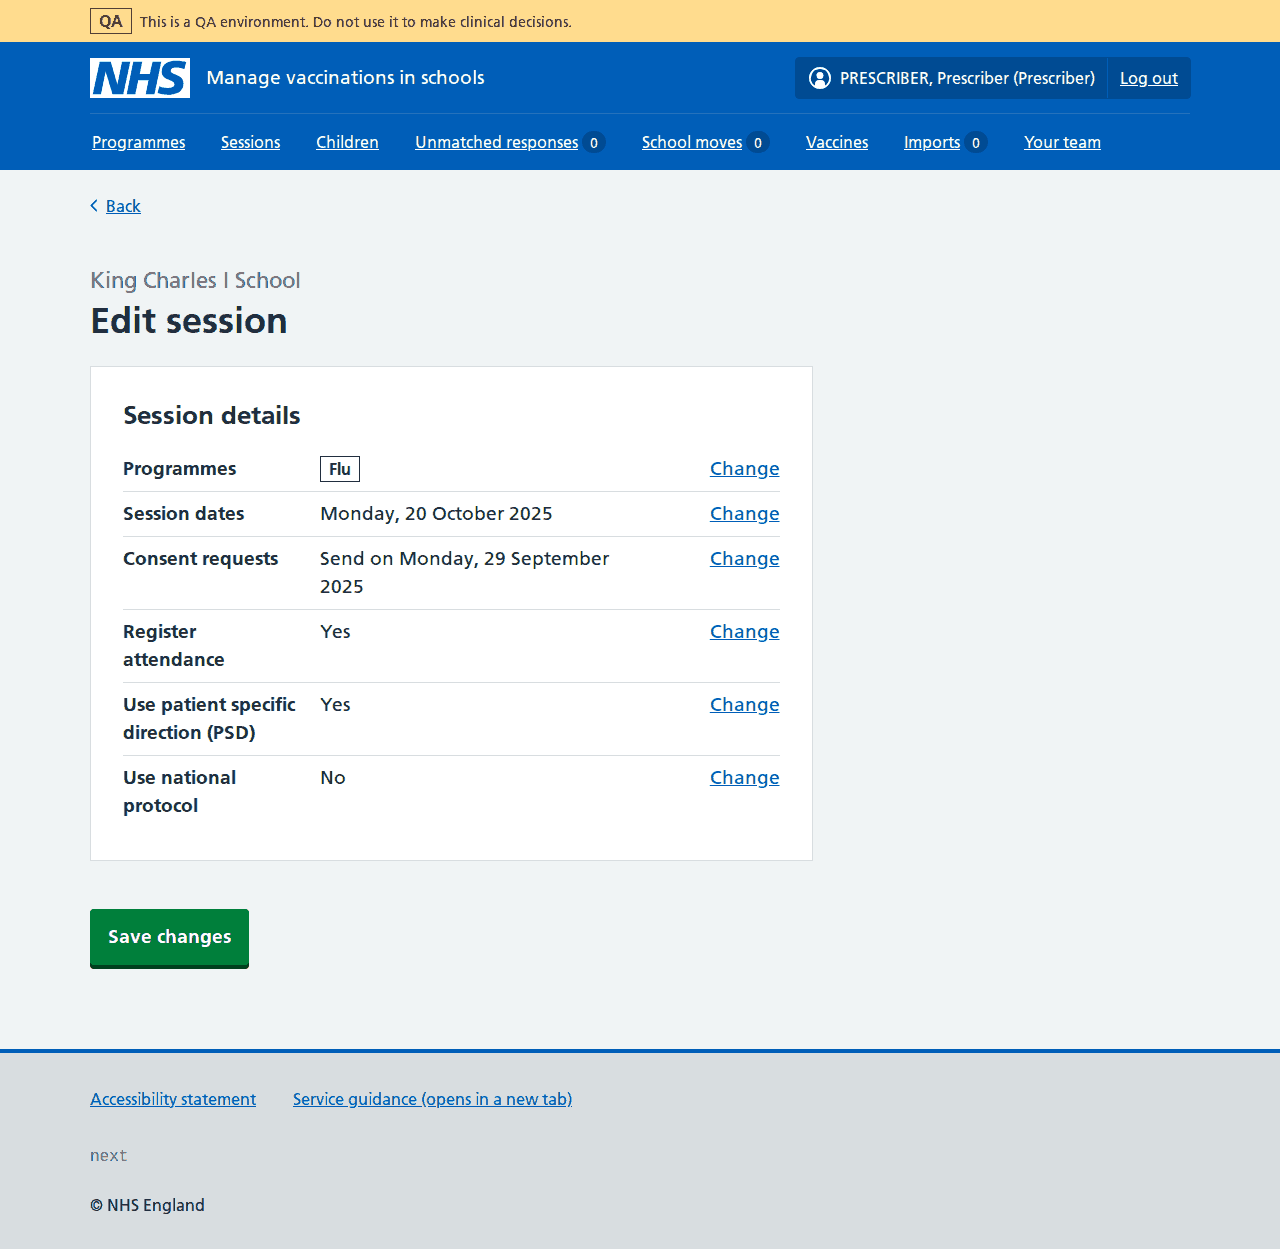 QA This is a QA environment. Do not use it to make clinical decisions.
NHS Manage vaccinations in schools PRESCRIBER, Prescriber (Prescriber) Log out
Programmes Sessions Children Unmatched responses 0 School moves 0 Vaccines Imports 0 Your team
Back
King Charles I School
Edit session
Session details
Programmes Flu Change
Session dates Monday, 20 October 2025 Change
Consent requests Send on Monday, 29 September Change
2025
Register Yes Change
attendance
Use patient specific Yes Change
direction (PSD)
Use national No Change
protocol
Save changes
Accessibility statement Service guidance (opens in a new tab)
next
© NHS England